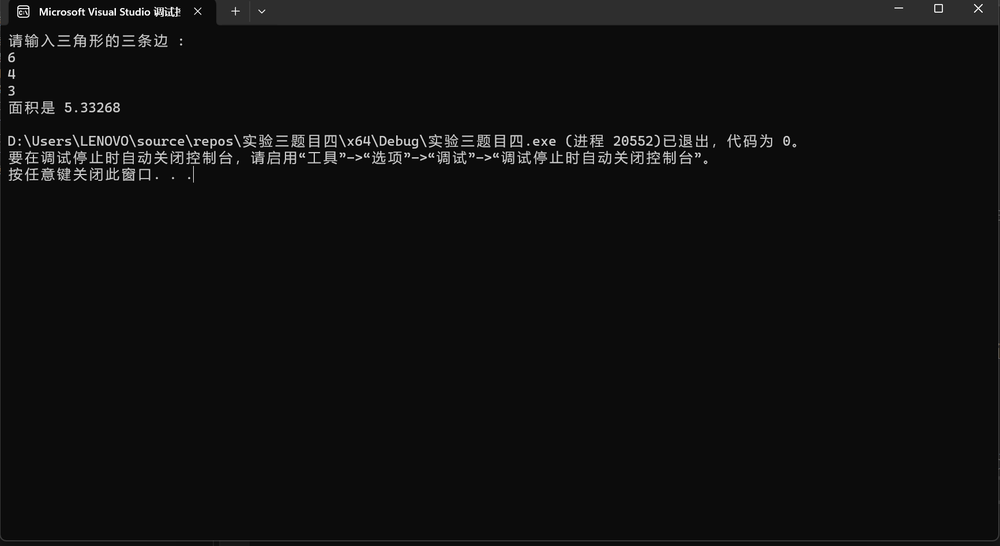 Microsoft Visual Studio 调试控
请输入三角形的三条边 :
6
4
3
面积是 5.33268
D:\Users\LENOVO\source\repos\实验三题目四\x64\Debug\实验三题目四.exe (进程 20552)已退出，代码为 0。
要在调试停止时自动关闭控制台，请启用“工具”->“选项”->“调试”->“调试停止时自动关闭控制台”。
按任意键关闭此窗口. . .